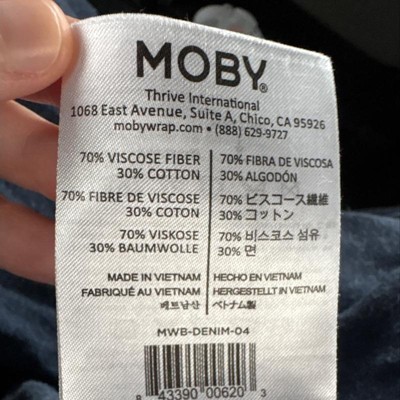 MOBY®
Thrive International
1068 East Avenue, Suite A, Chico, CA 95926
mobywrap.com • (888) 629-9727
70% VISCOSE FIBER
30% COTTON
70% FIBRE DE VISCOSE
30% COTON
70% VISKOSE
30% BAUMWOLLE
70% FIBRA DE VISCOSA
30% ALGODÓN
70% ビスコース繊維
30% コットン
70% 비스코스 섬유
30% 면
MADE IN VIETNAM
FABRIQUÉ AU VIETNAM
베트남산
HECHO EN VIETNAM
HERGESTELLT IN VIETNAM
ベトナム製
MWB-DENIM-04
8 43390 00620 3